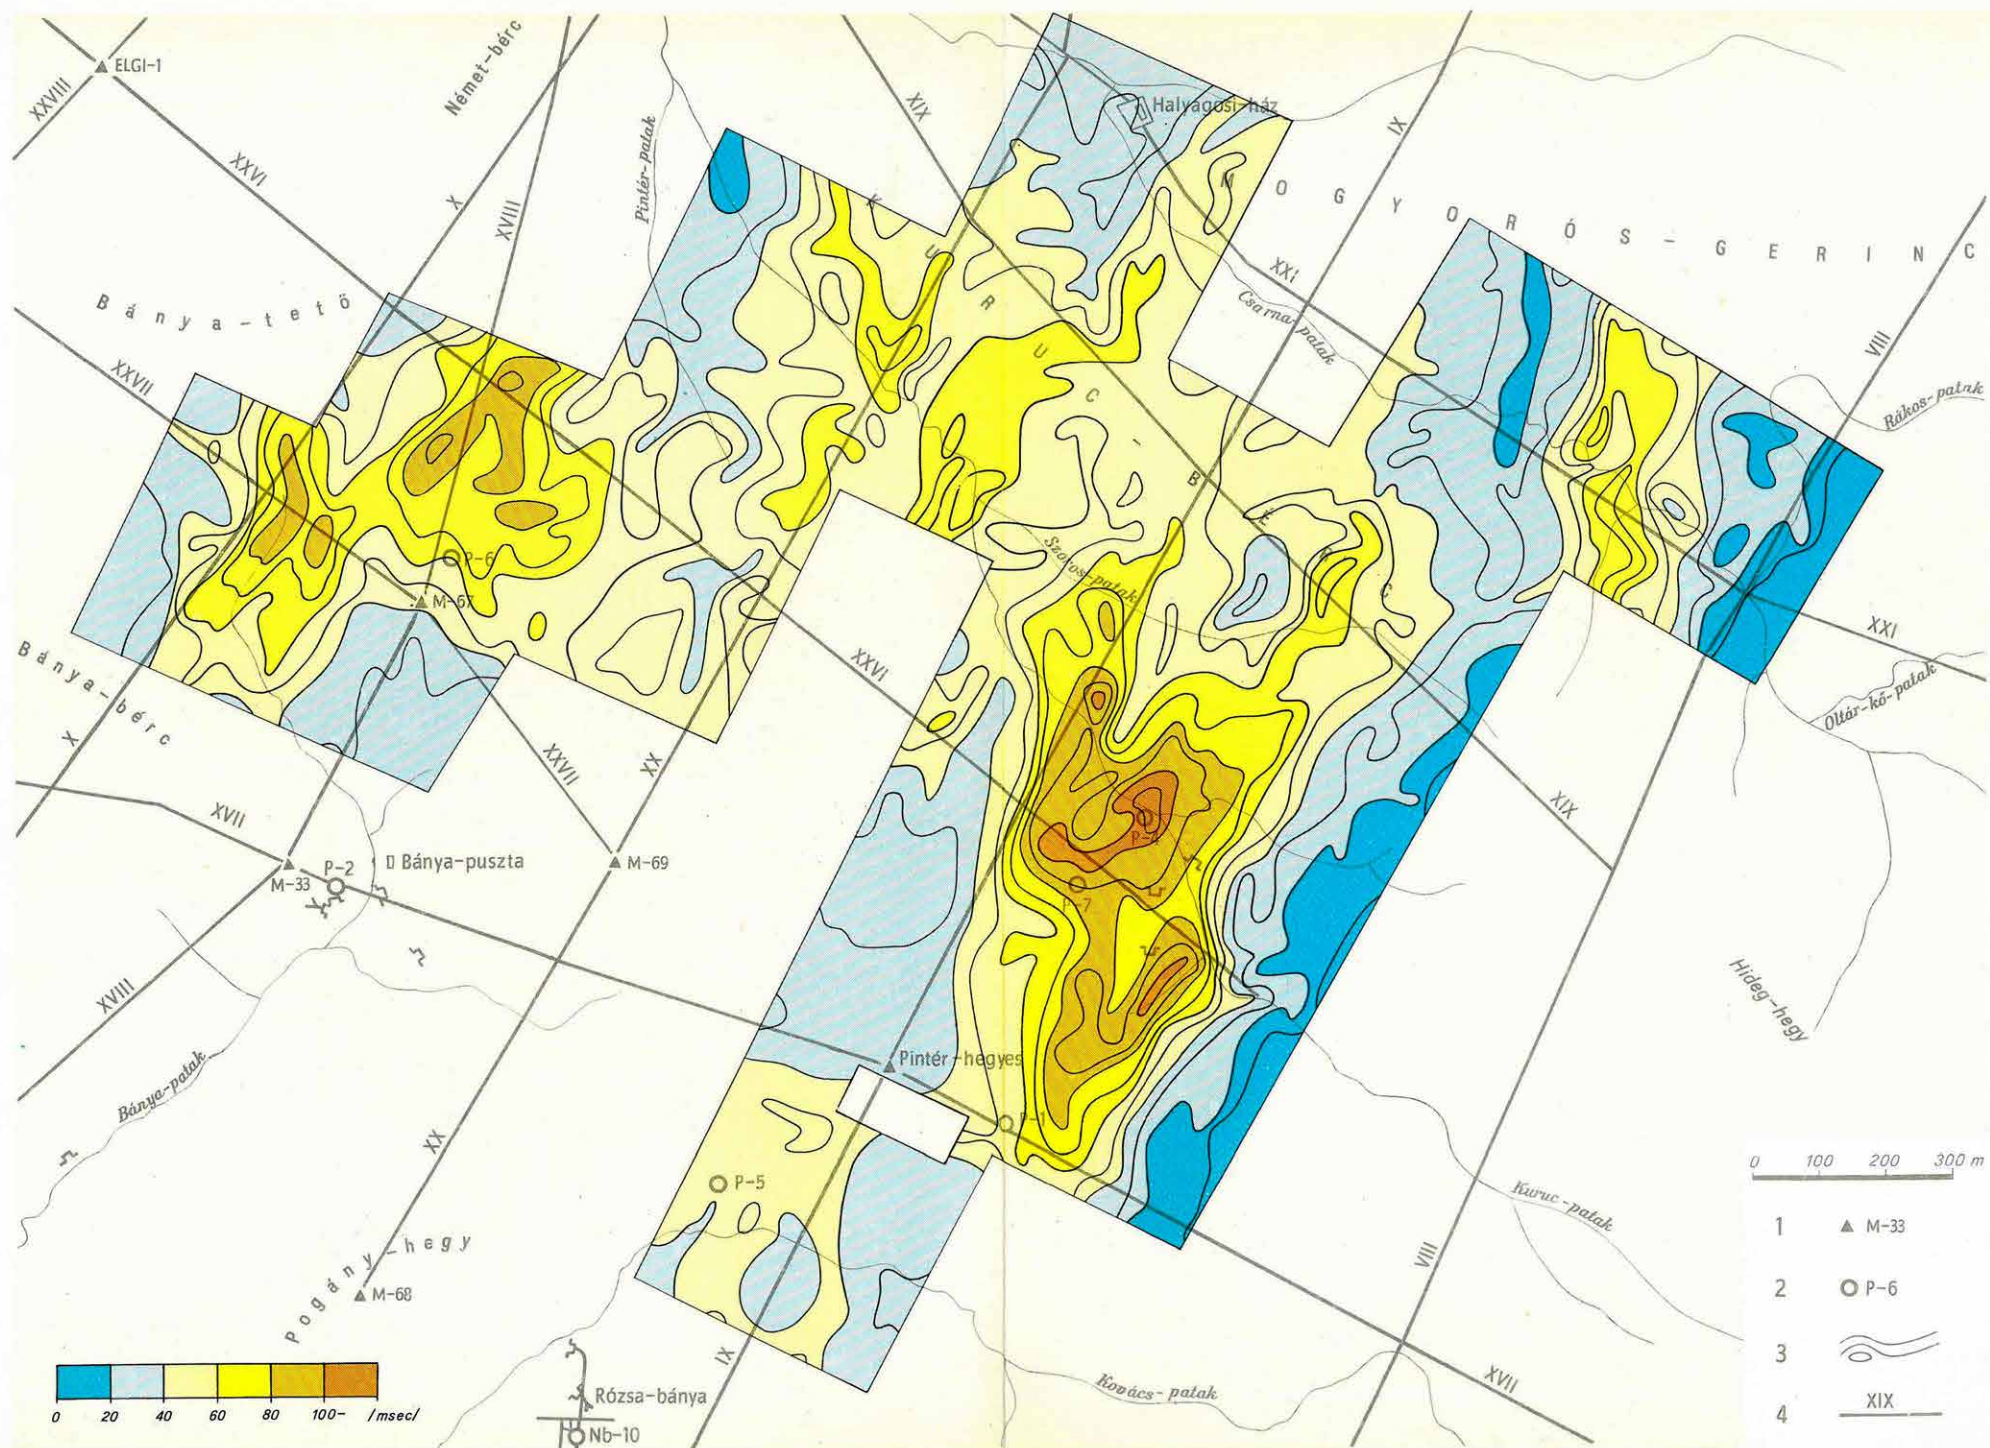 ELGI-1
XXVIII
Német-bérc
XIX
Halyagosi-ház
IX
XXVI
X
XVIII
Pintér-patak
MOGYORÓS-GERINC
XXI
Csarna-patak
VIII
Bánya-tető
XXVII
KURUC-BÉRC
Rákos-patak
P-6
M-67
Szokos-patak
XXI
Bánya-bérc
X
XXVII
XX
XXVI
Oltár-kő-patak
XVII
XIX
P-4
M-33
P-2
Bánya-puszta
M-69
P-7
XVIII
Hideg-hegy
Bánya-patak
Pintér-hegyes
P-1
XX
P-5
Kuruc-patak
VIII
Pogány-hegy
M-68
IX
Rózsa-bánya
Nb-10
Kovács-patak
XVII
0 20 40 60 80 100- /msec/
0 100 200 300 m
1 M-33
2 P-6
3
4 XIX